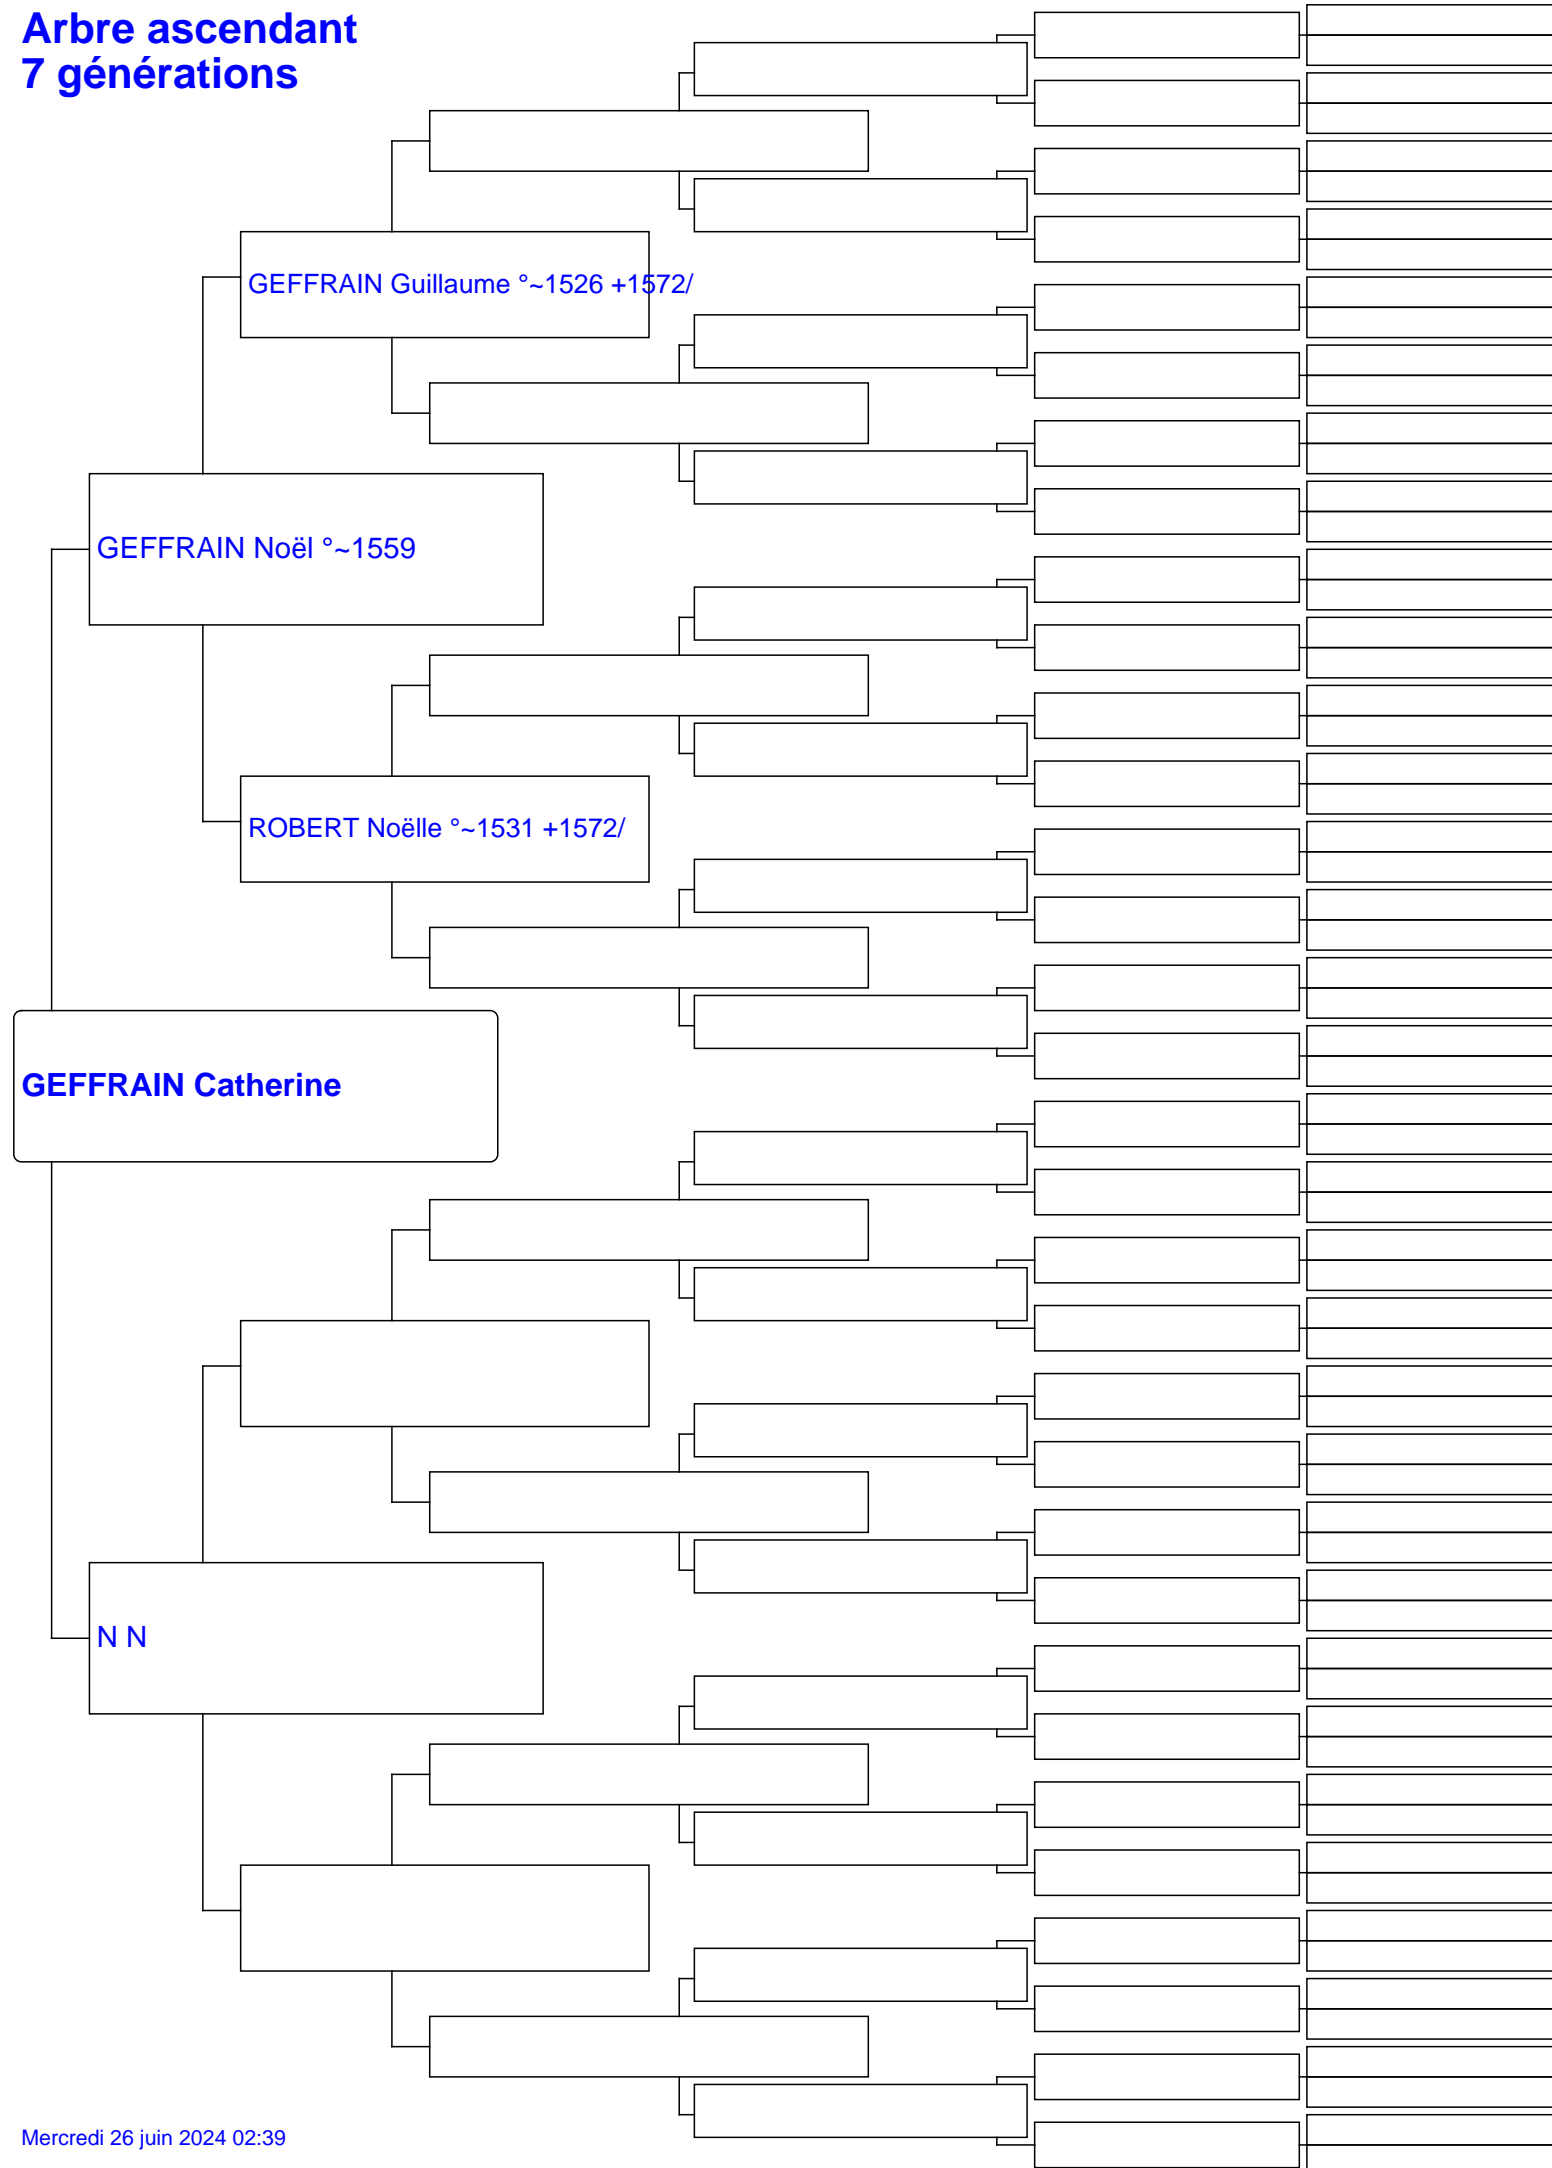 Arbre ascendant
7 générations
GEFFRAIN Guillaume °~1526 +1572/
GEFFRAIN Noël °~1559
ROBERT Noëlle °~1531 +1572/
GEFFRAIN Catherine
N N
Mercredi 26 juin 2024 02:39